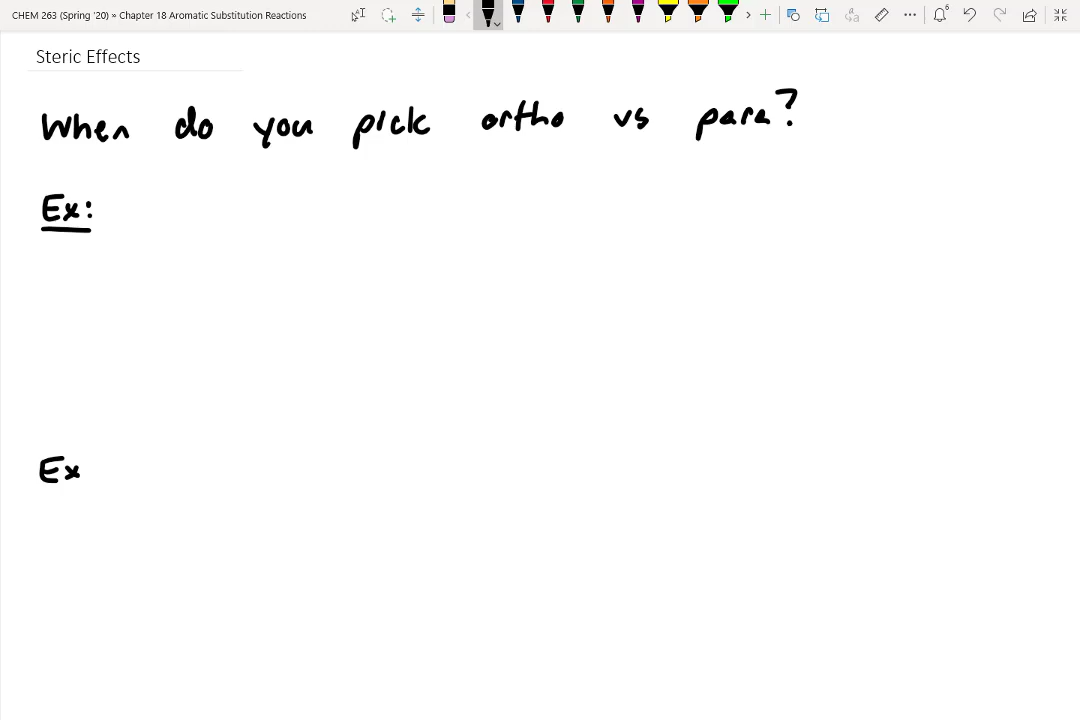 CHEM 263 (Spring '20) » Chapter 18 Aromatic Substitution Reactions
6
Steric Effects
When do you pick ortho vs para?
Ex:
Ex